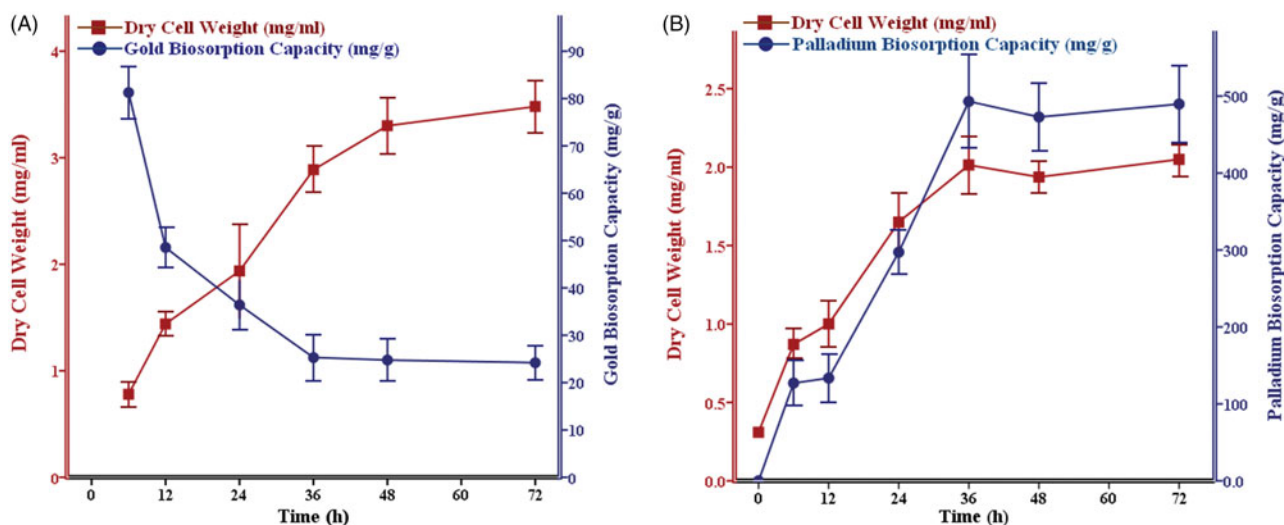 (A)
Dry Cell Weight (mg/ml)
Gold Biosorption Capacity (mg/g)
Dry Cell Weight (mg/ml)
4
3
2
1
0
90
80
70
60
50
40
30
20
10
0
Gold Biosorption Capacity (mg/g)
0 12 24 36 48 60 72
Time (h)
(B)
Dry Cell Weight (mg/ml)
Palladium Biosorption Capacity (mg/g)
Dry Cell Weight (mg/ml)
2.5
2.0
1.5
1.0
0.5
0.0
500
400
300
200
100
0.0
Palladium Biosorption Capacity (mg/g)
0 12 24 36 48 60 72
Time (h)